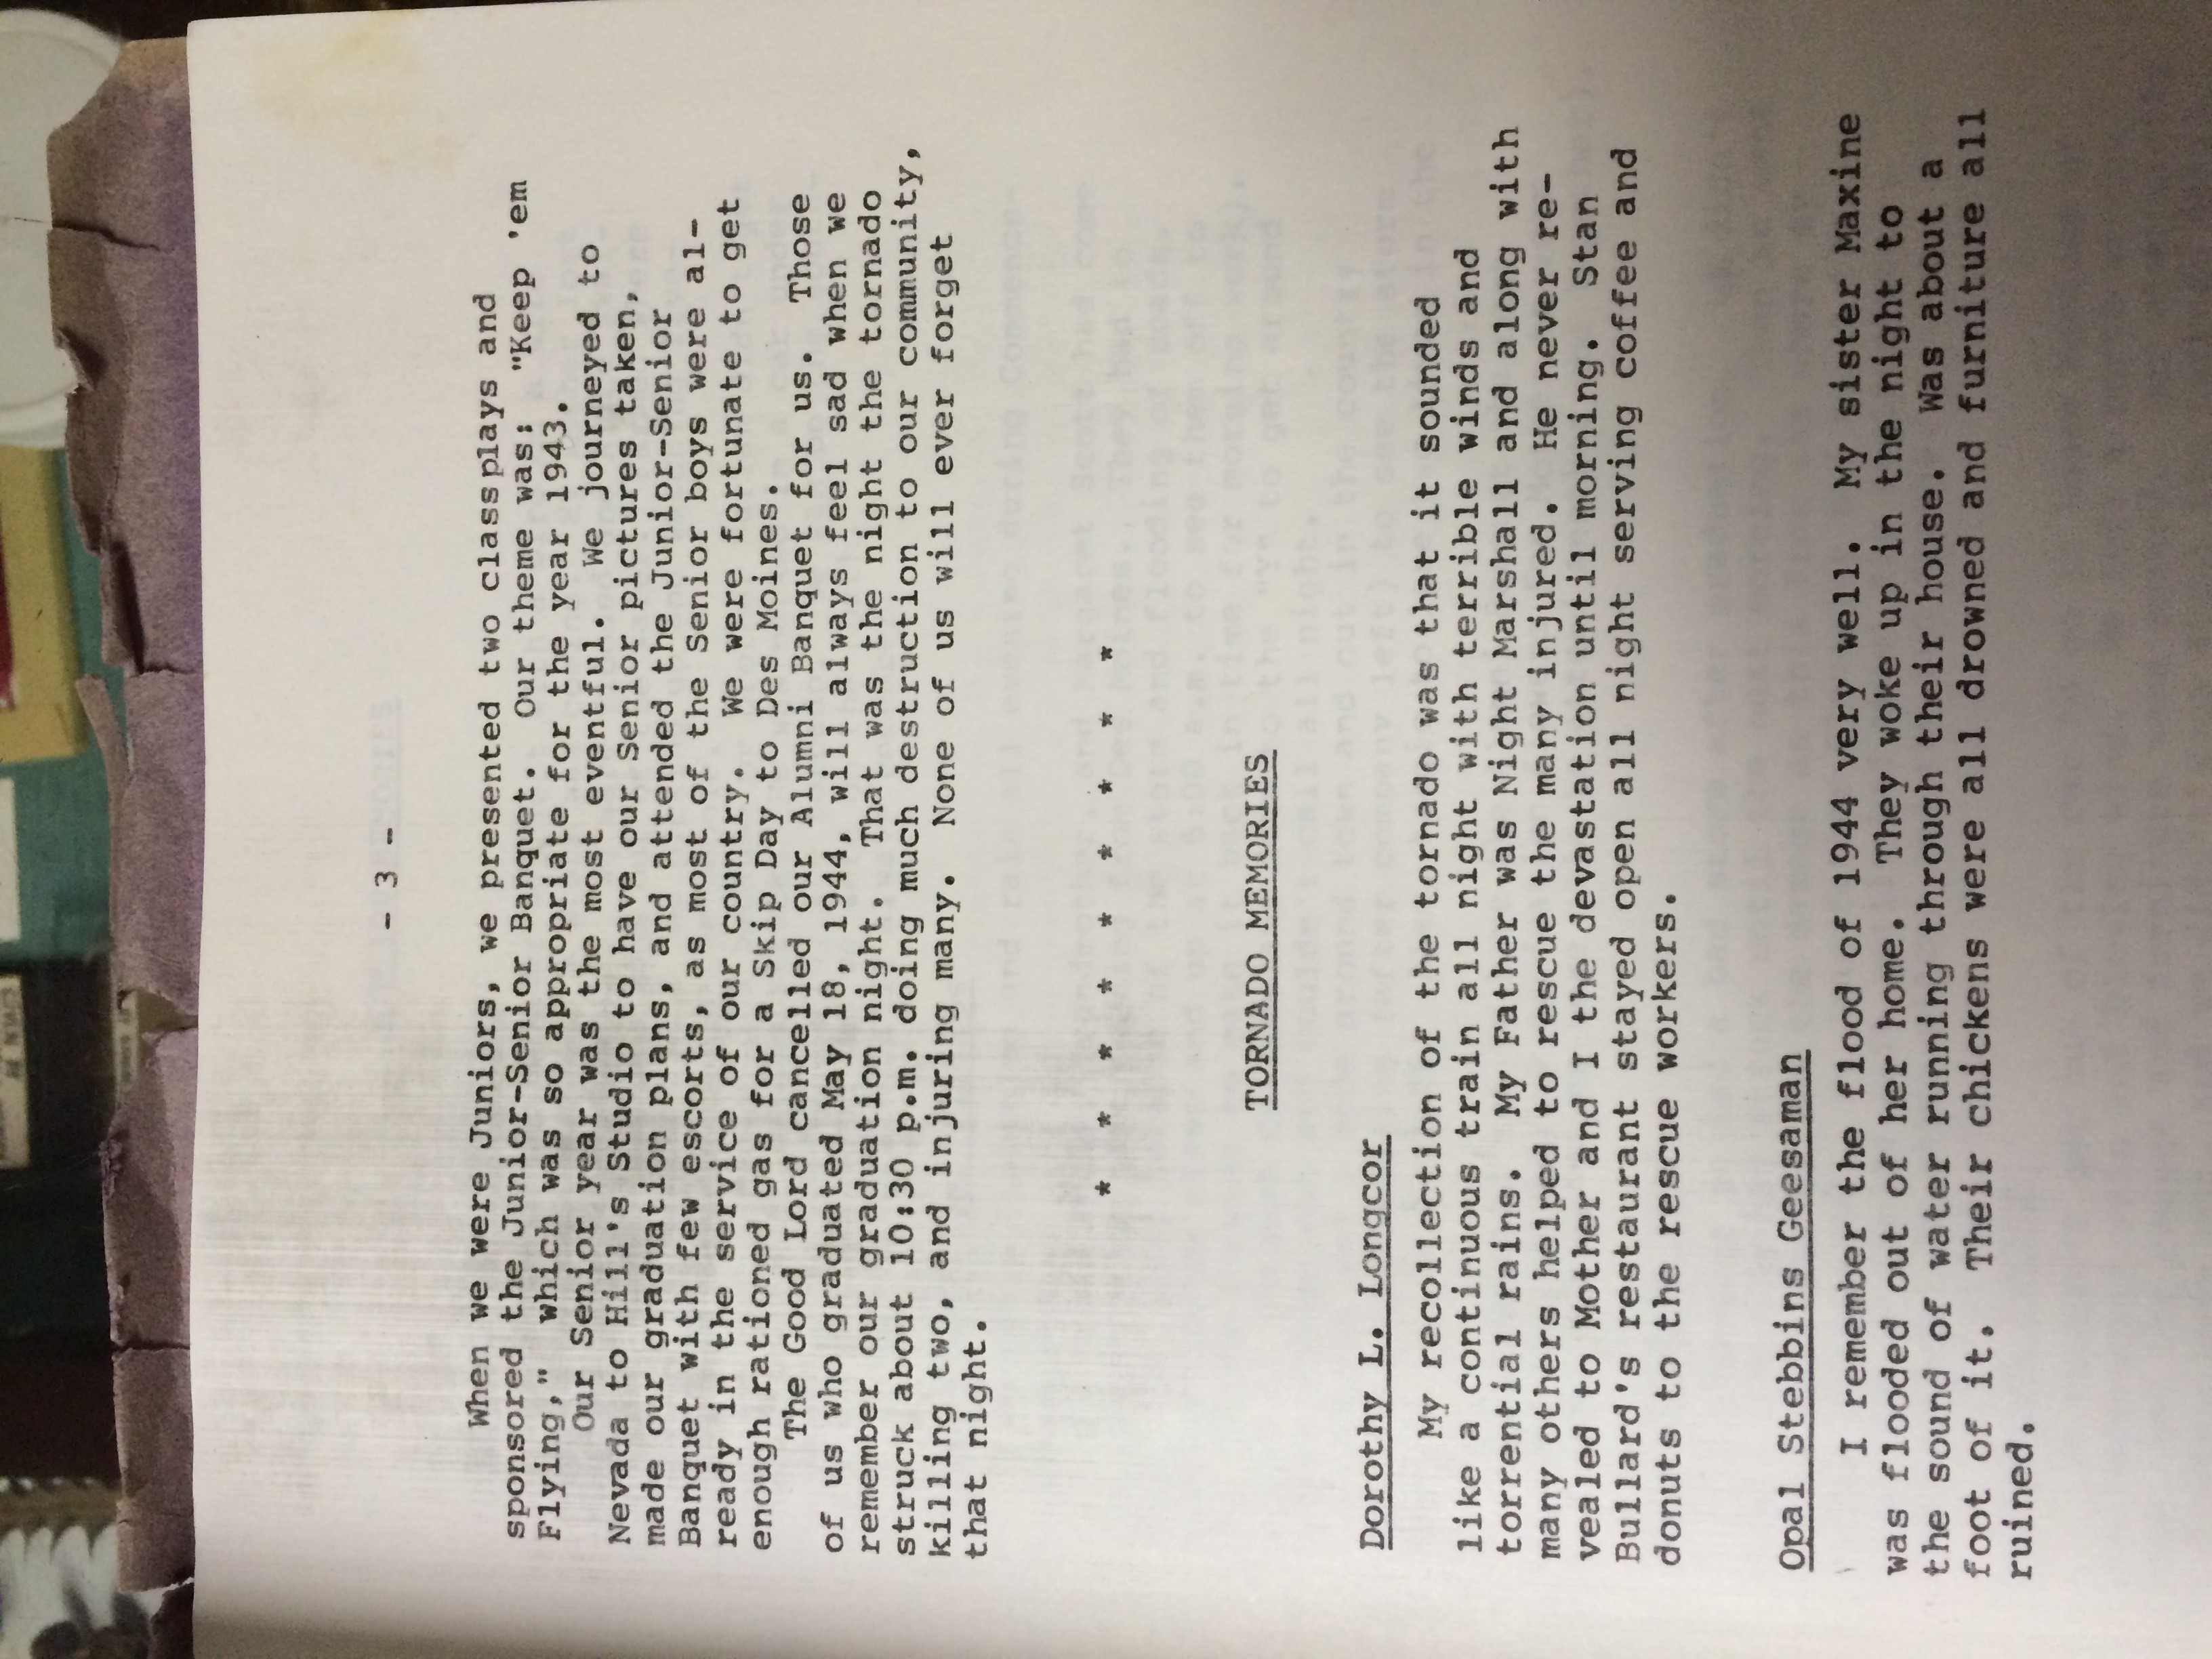 - 3 -
When we were Juniors, we presented two class plays and
sponsored the Junior-Senior Banquet. Our theme was: "Keep 'em
Flying," which was so appropriate for the year 1943.
Our Senior year was the most eventful. We journeyed to
Nevada to Hill's Studio to have our Senior pictures taken,
made our graduation plans, and attended the Junior-Senior
Banquet with few escorts, as most of the Senior boys were al-
ready in the service of our country. We were fortunate to get
enough rationed gas for a Skip Day to Des Moines.
The Good Lord cancelled our Alumni Banquet for us. Those
of us who graduated May 18, 1944, will always feel sad when we
remember our graduation night. That was the night the tornado
struck about 10:30 p.m. doing much destruction to our community,
killing two, and injuring many. None of us will ever forget
that night.
* * * * * * * * *
TORNADO MEMORIES
Dorothy L. Longcor
My recollection of the tornado was that it sounded
like a continuous train all night with terrible winds and
torrential rains. My Father was Night Marshall and along with
many others helped to rescue the many injured. He never re-
vealed to Mother and I the devastation until morning. Stan
Bullard's restaurant stayed open all night serving coffee and
donuts to the rescue workers.
Opal Stebbins Geesaman
I remember the flood of 1944 very well. My sister Maxine
was flooded out of her home. They woke up in the night to
the sound of water running through their house. Was about a
foot of it. Their chickens were all drowned and furniture all
ruined.